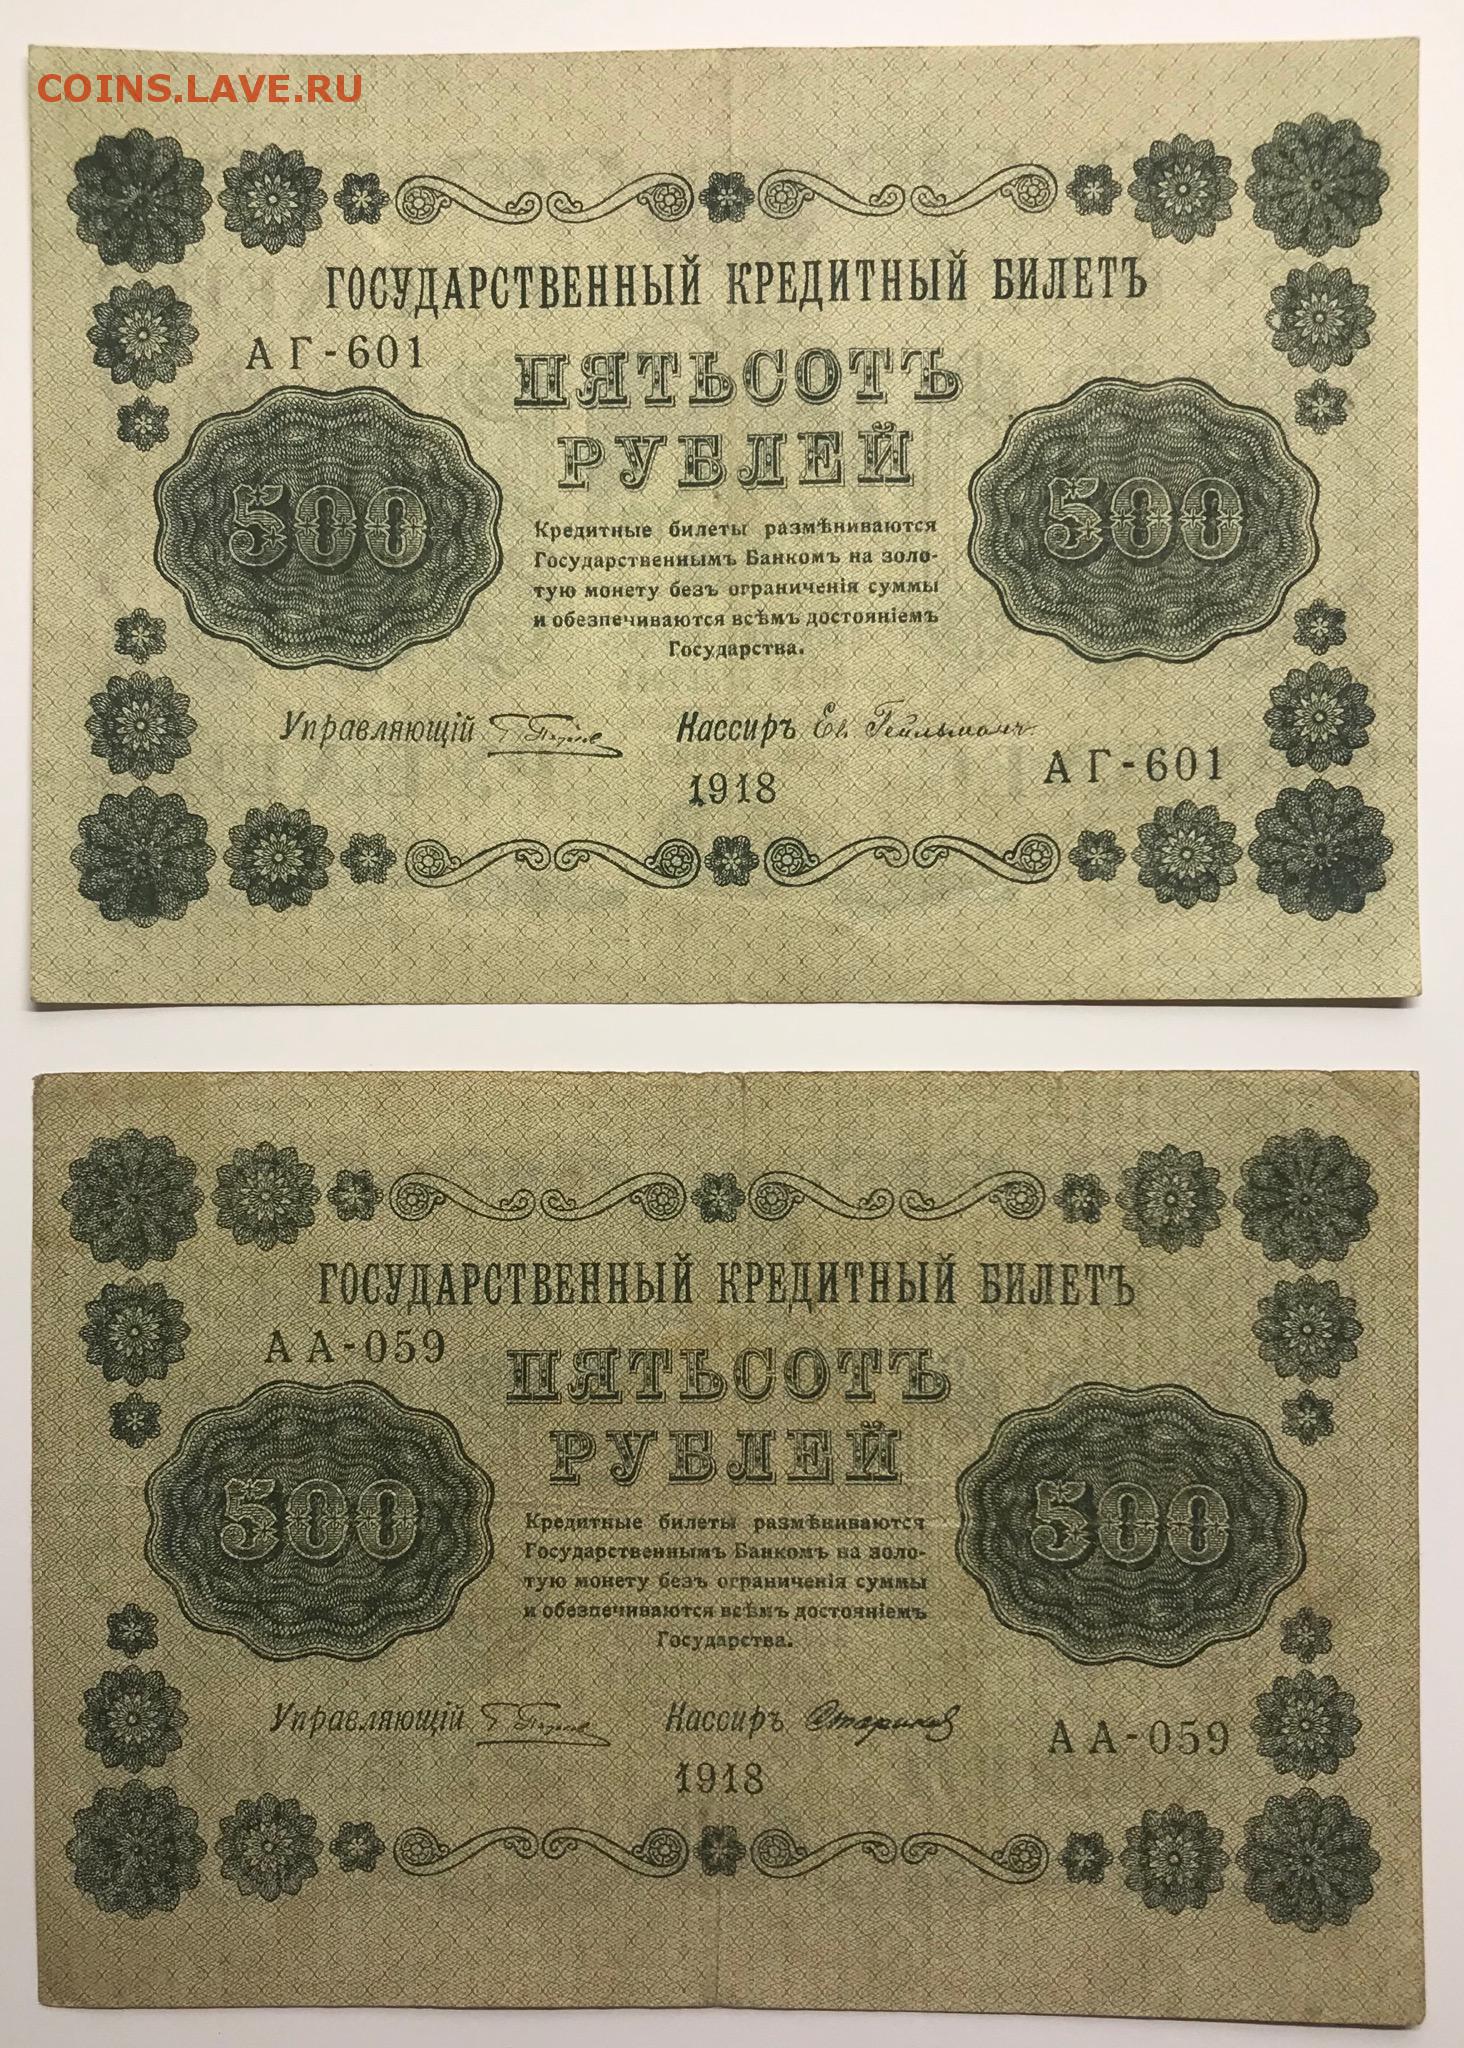 COINS.LAVE.RU
ГОСУДАРСТВЕННЫЙ КРЕДИТНЫЙ БИЛЕТЪ
АГ-601
ПЯТЬСОТЪ
РУБЛЕЙ
500 500
Кредитные билеты размѣниваются
Государственнымъ Банкомъ на золо-
тую монету безъ ограниченія суммы
и обезпечиваются всѣмъ достояніемъ
Государства.
Управляющій Кассиръ Ев. Гейльманъ
1918
АГ-601
ГОСУДАРСТВЕННЫЙ КРЕДИТНЫЙ БИЛЕТЪ
АА-059
ПЯТЬСОТЪ
РУБЛЕЙ
500 500
Кредитные билеты размѣниваются
Государственнымъ Банкомъ на золо-
тую монету безъ ограниченія суммы
и обезпечиваются всѣмъ достояніемъ
Государства.
Управляющій Кассиръ Стариков
1918
АА-059